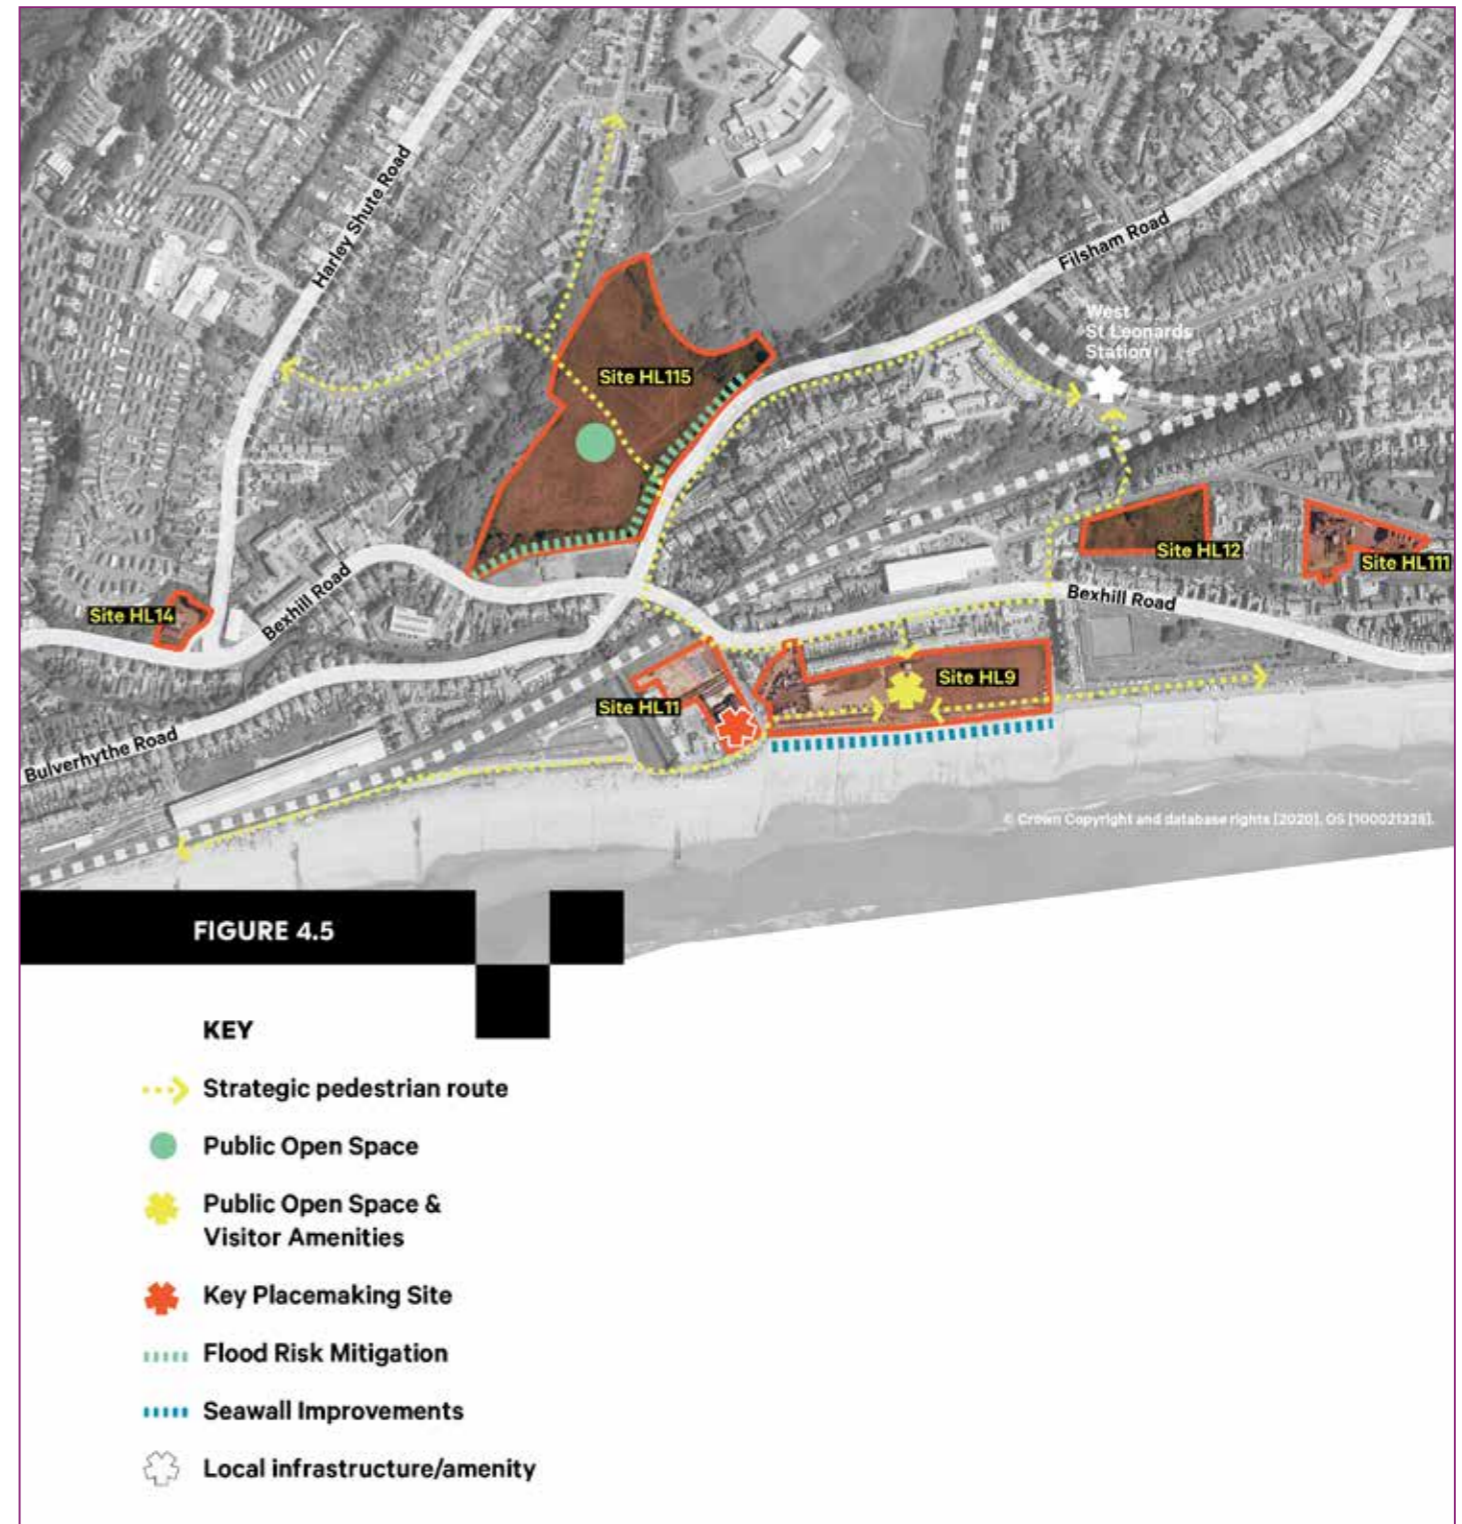 Harley Shute Road
Filsham Road
West
St Leonards
Station
Site HL115
Site HL12
Site HL111
Site HL14
Bexhill Road
Bexhill Road
Site HL9
Site HL11
Bulverhythe Road
© Crown Copyright and database rights [2020]. OS [100021328].
FIGURE 4.5
KEY
Strategic pedestrian route
Public Open Space
Public Open Space &
Visitor Amenities
Key Placemaking Site
Flood Risk Mitigation
Seawall Improvements
Local infrastructure/amenity